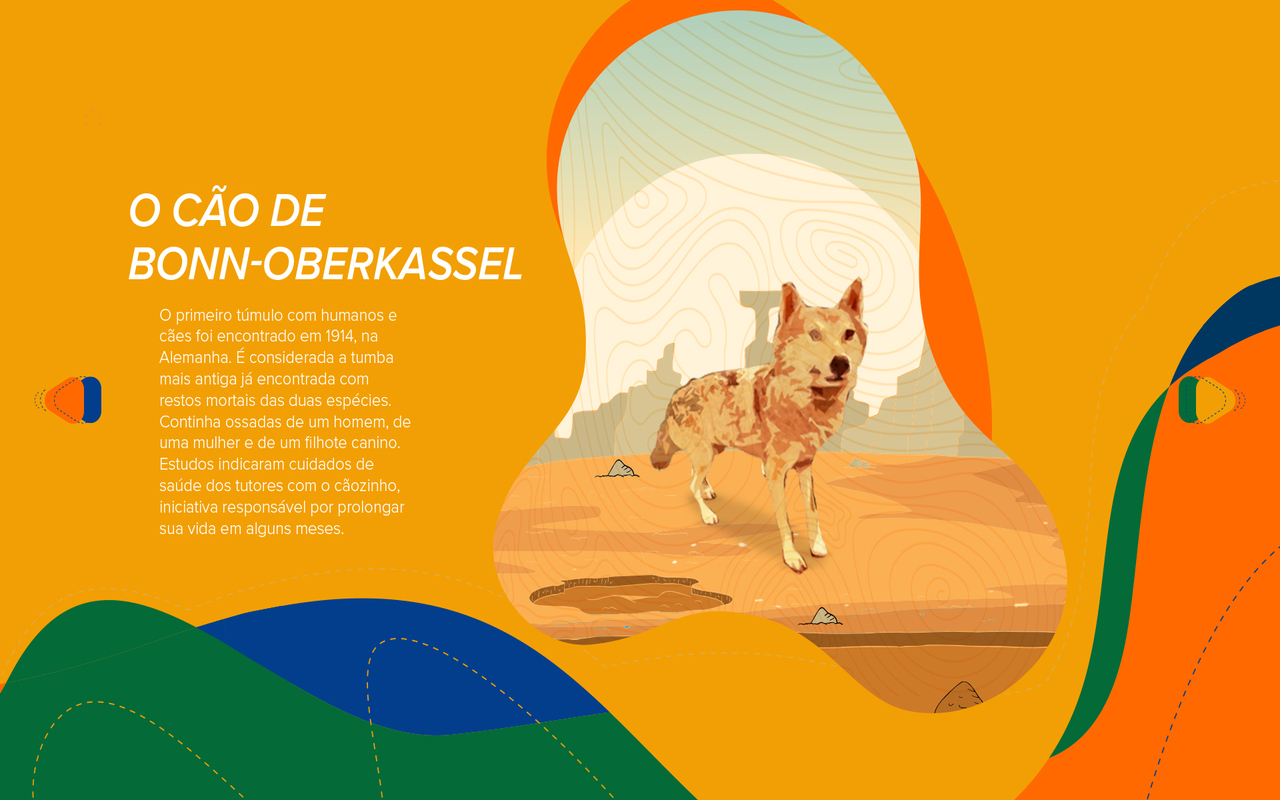 O CÃO DE
BONN-OBERKASSEL
O primeiro túmulo com humanos e
cães foi encontrado em 1914, na
Alemanha. É considerada a tumba
mais antiga já encontrada com
restos mortais das duas espécies.
Continha ossadas de um homem, de
uma mulher e de um filhote canino.
Estudos indicaram cuidados de
saúde dos tutores com o cãozinho,
iniciativa responsável por prolongar
sua vida em alguns meses.